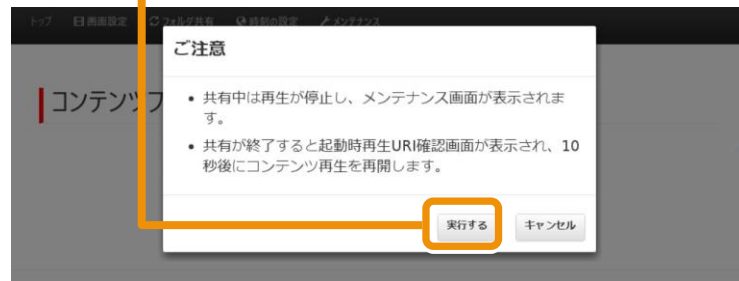 トップ 画面設定 フォルダ共有 時刻の設定 メンテナンス
ご注意
コンテンツフ
• 共有中は再生が停止し、メンテナンス画面が表示されま
す。
• 共有が終了すると起動時再生URI確認画面が表示され、10
秒後にコンテンツ再生を再開します。
実行する キャンセル